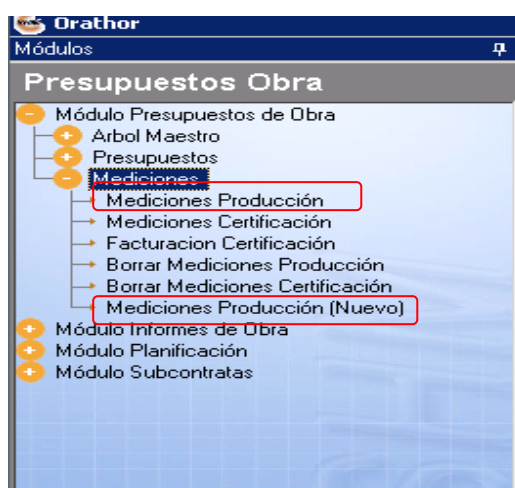 Orathor
Módulos
Presupuestos Obra
Módulo Presupuestos de Obra
Arbol Maestro
Presupuestos
Mediciones
Mediciones Producción
Mediciones Certificación
Facturacion Certificación
Borrar Mediciones Producción
Borrar Mediciones Certificación
Mediciones Producción (Nuevo)
Módulo Informes de Obra
Módulo Planificación
Módulo Subcontratas